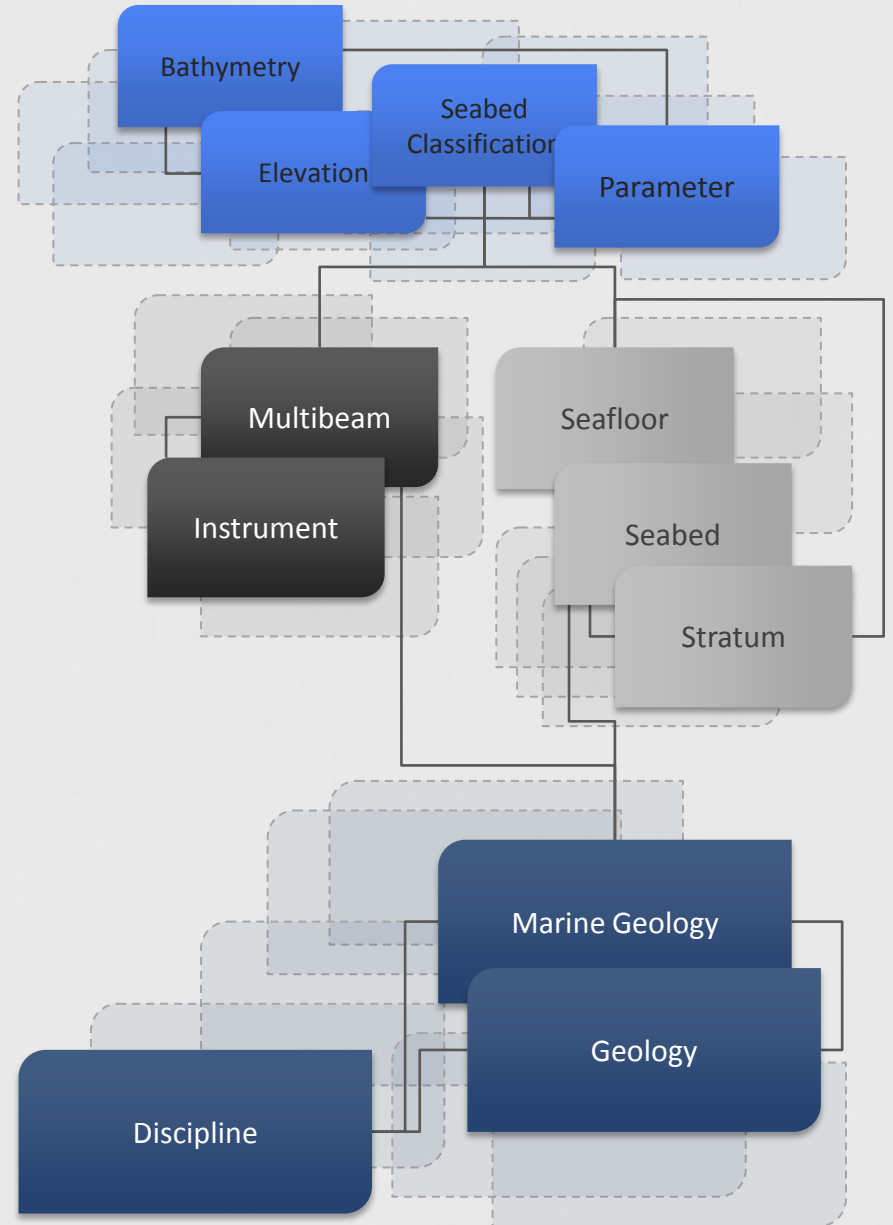 Bathymetry
Seabed
Classification
Elevation
Parameter
Multibeam
Instrument
Seafloor
Seabed
Stratum
Marine Geology
Geology
Discipline